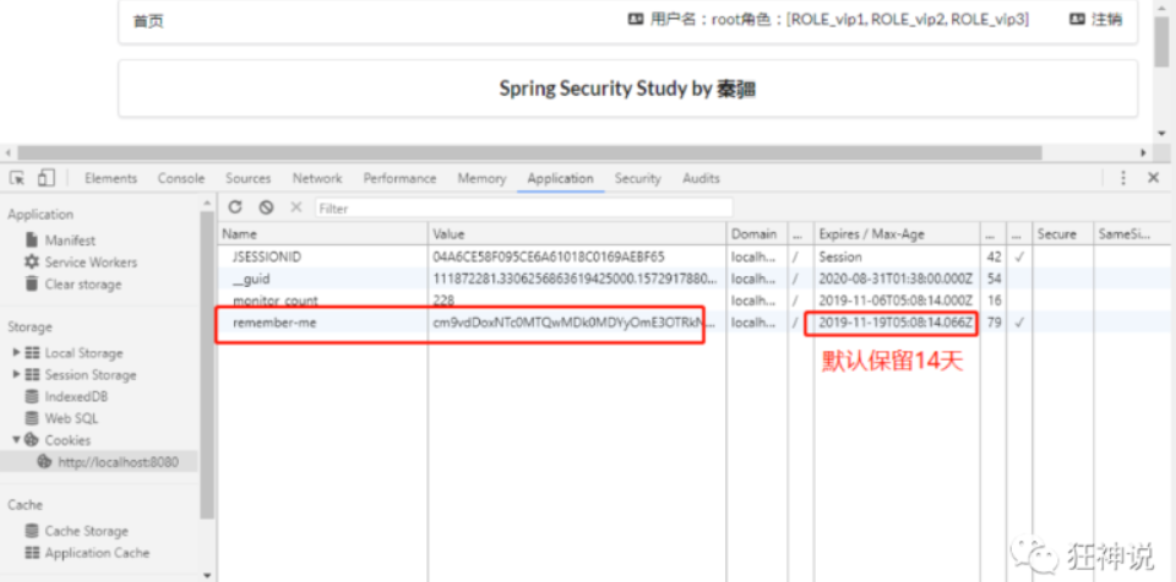 首页 用户名：root角色：[ROLE_vip1, ROLE_vip2, ROLE_vip3] 注销
Spring Security Study by 秦疆
Elements Console Sources Network Performance Memory Application Security Audits
Application
Manifest
Service Workers
Clear storage
Storage
Local Storage
Session Storage
IndexedDB
Web SQL
Cookies
http://localhost:8080
Cache
Cache Storage
Application Cache
Filter
Name Value Domain ... Expires / Max-Age ... ... Secure SameSi...
JSESSIONID 04A6CE58F095CE6A61018C0169AEBF65 localh... / Session 42 ✓
__guid 111872281.3306256863619425000.1572917880... localh... / 2020-08-31T01:38:00.000Z 54
monitor_count 228 localh... / 2019-11-06T05:08:14.000Z 16
remember-me cm9vdDoxNTc0MTQwMDk0MDYyOmE3OTRkN... localh... / 2019-11-19T05:08:14.066Z 79 ✓
默认保留14天
狂神说